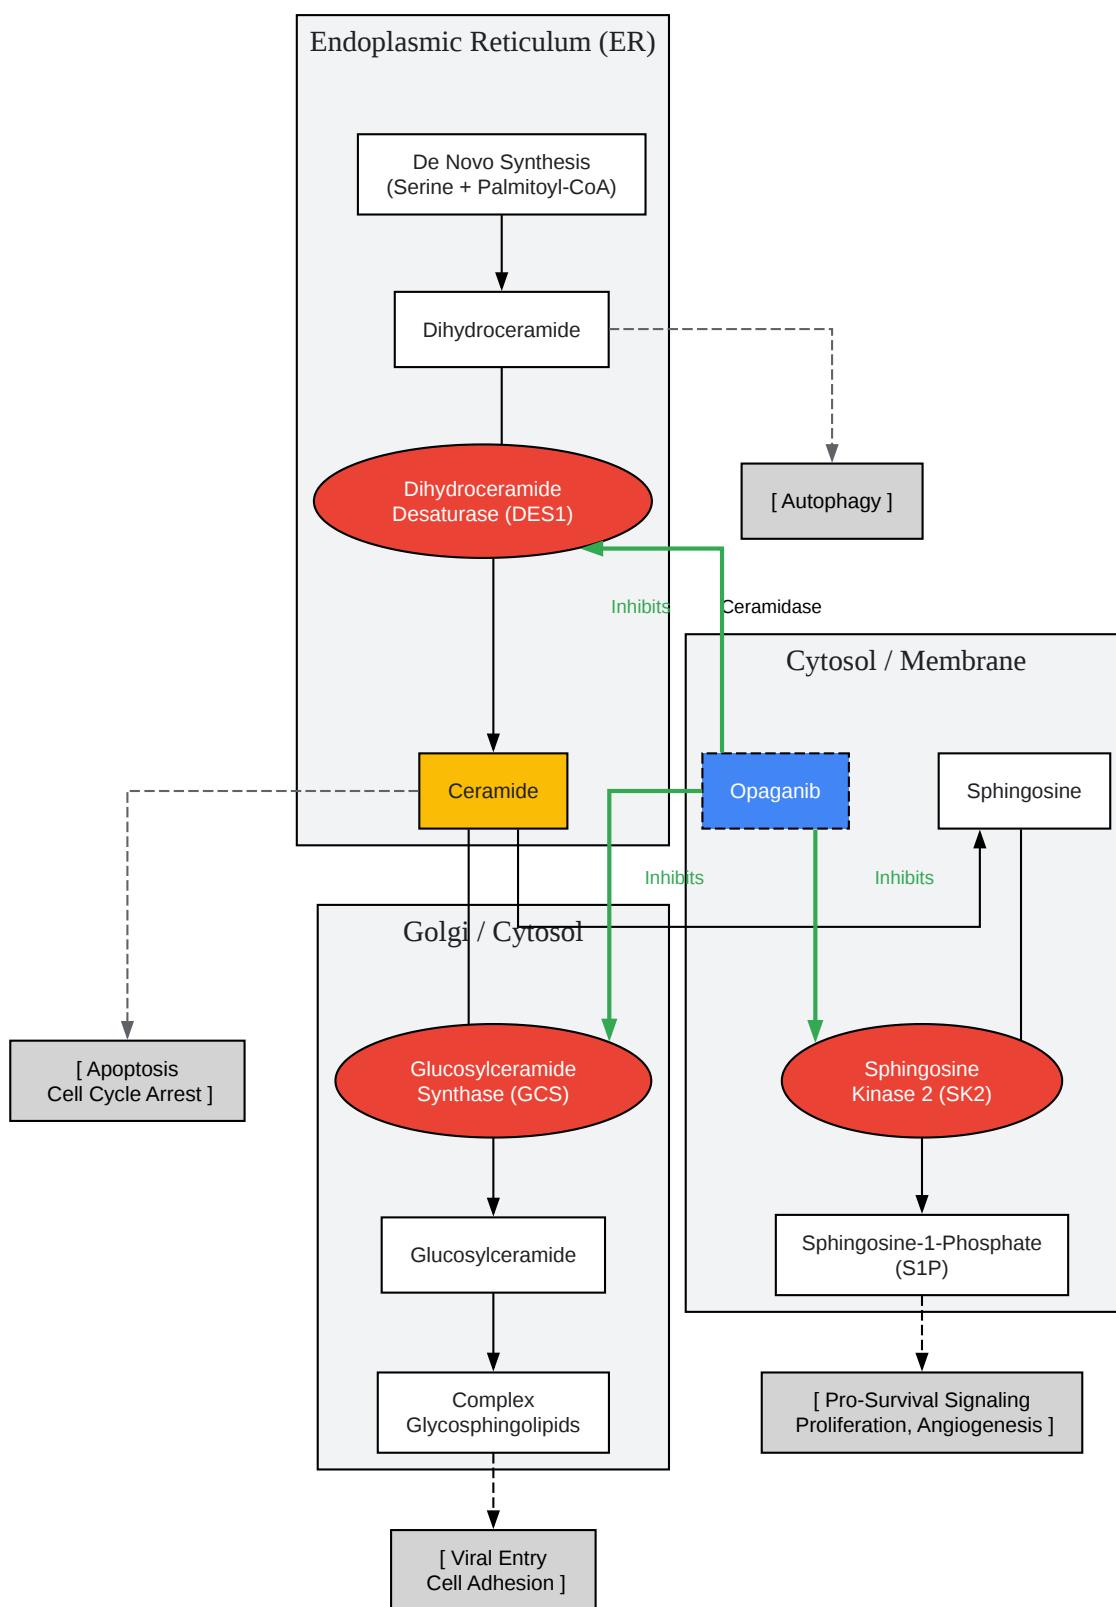 Endoplasmic Reticulum (ER)
De Novo Synthesis
(Serine + Palmitoyl-CoA)
Dihydroceramide
Dihydroceramide
Desaturase (DES1)
[ Autophagy ]
Inhibits
Ceramidase
Cytosol / Membrane
Ceramide
Opaganib
Sphingosine
Inhibits
Inhibits
Golgi / Cytosol
[ Apoptosis
Cell Cycle Arrest ]
Glucosylceramide
Synthase (GCS)
Sphingosine
Kinase 2 (SK2)
Glucosylceramide
Sphingosine-1-Phosphate
(S1P)
Complex
Glycosphingolipids
[ Pro-Survival Signaling
Proliferation, Angiogenesis ]
[ Viral Entry
Cell Adhesion ]